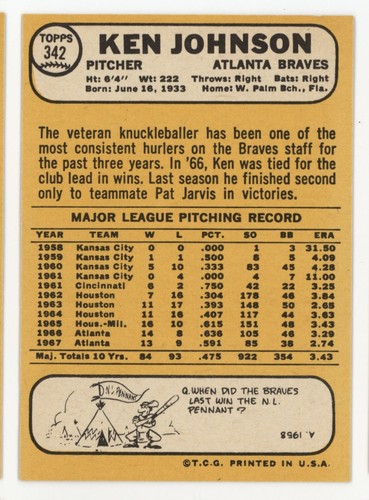 TOPPS
342
KEN JOHNSON
PITCHER ATLANTA BRAVES
Ht: 6'4" Wt: 222 Throws: Right Bats: Right
Born: June 16, 1933 Home: W. Palm Bch., Fla.
The veteran knuckleballer has been one of the
most consistent hurlers on the Braves staff for
the past three years. In '66, Ken was tied for the
club lead in wins. Last season he finished second
only to teammate Pat Jarvis in victories.
MAJOR LEAGUE PITCHING RECORD
YEAR TEAM W L PCT. SO BB ERA
1958 Kansas City 0 0 .000 1 3 31.50
1959 Kansas City 1 1 .500 8 5 4.09
1960 Kansas City 5 10 .333 83 45 4.28
1961 Kansas City 0 4 .000 4 7 11.00
1961 Cincinnati 6 2 .750 42 22 3.25
1962 Houston 7 16 .304 178 46 3.84
1963 Houston 11 17 .393 148 50 2.65
1964 Houston 11 16 .407 117 44 3.63
1965 Hous.-Mil. 16 10 .615 151 48 3.43
1966 Atlanta 14 8 .636 105 46 3.29
1967 Atlanta 13 9 .591 85 38 2.74
Maj. Totals 10 Yrs. 84 93 .475 922 354 3.43
N.L. PENNANT
Q. WHEN DID THE BRAVES
LAST WIN THE N.L.
PENNANT?
A. 1958
©T.C.G. PRINTED IN U.S.A.